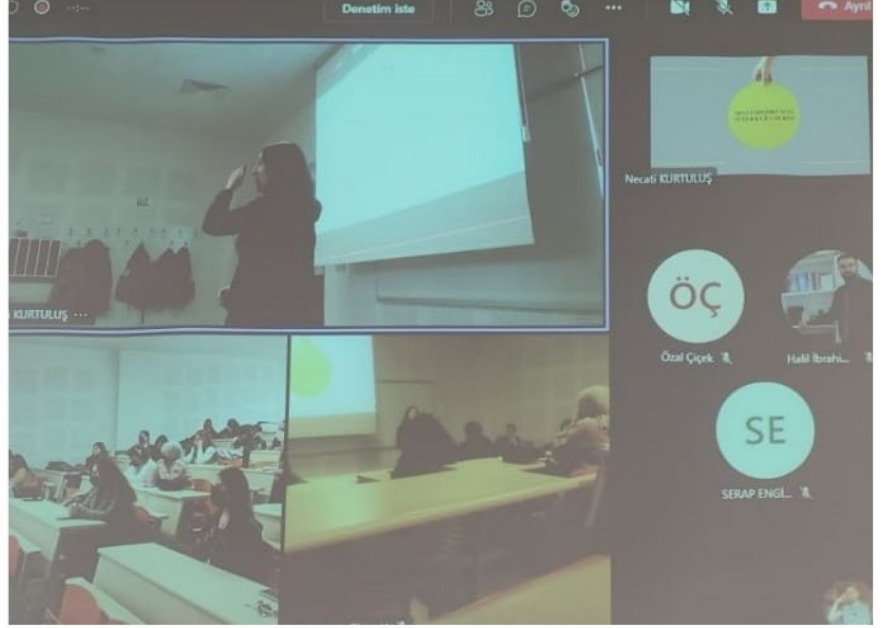 Denetim iste
Ayrıl
KURTULUŞ
Necati KURTULUŞ
ÖÇ
Özal Çiçek
Halil İbrahi...
SE
SERAP ENGİ...